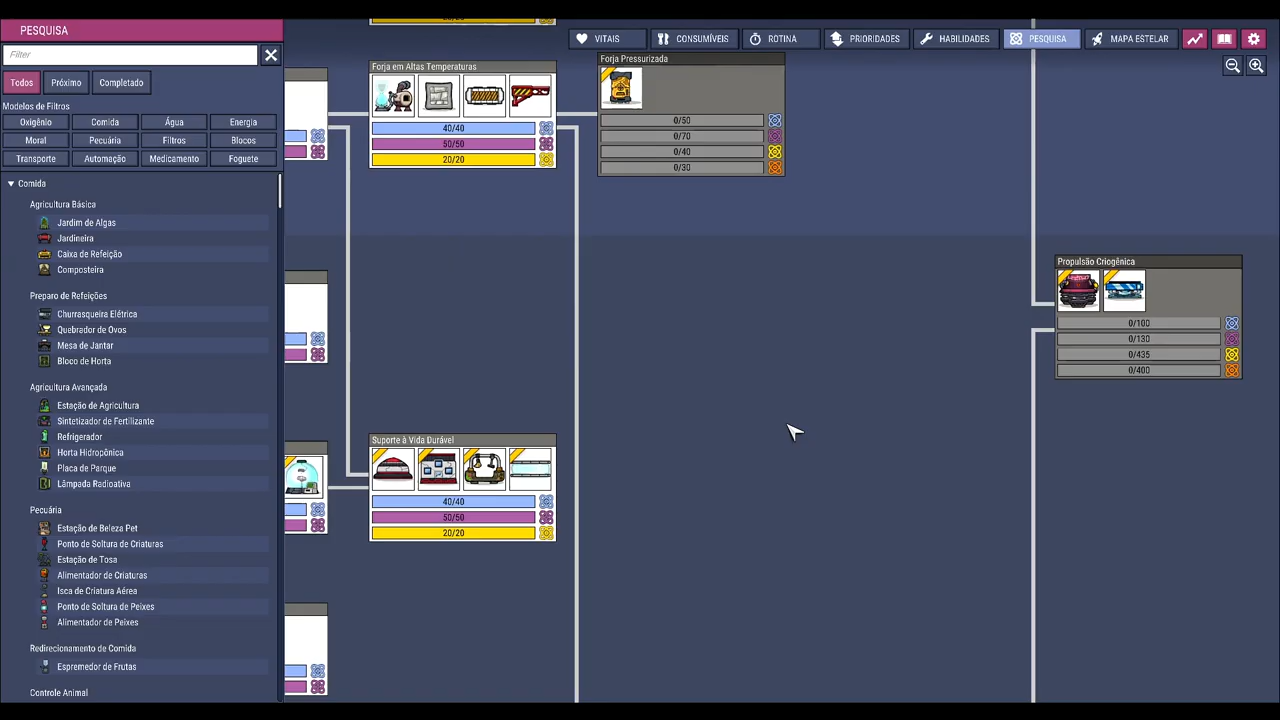 PESQUISA
Filter
Todos
Próximo
Completado
Modelos de Filtros
Oxigênio
Comida
Água
Energia
Moral
Pecuária
Filtros
Blocos
Transporte
Automação
Medicamento
Foguete
Comida
Agricultura Básica
Jardim de Algas
Jardineira
Caixa de Refeição
Composteira
Preparo de Refeições
Churrasqueira Elétrica
Quebrador de Ovos
Mesa de Jantar
Bloco de Horta
Agricultura Avançada
Estação de Agricultura
Sintetizador de Fertilizante
Refrigerador
Horta Hidropônica
Placa de Parque
Lâmpada Radioativa
Pecuária
Estação de Beleza Pet
Ponto de Soltura de Criaturas
Estação de Tosa
Alimentador de Criaturas
Isca de Criatura Aérea
Ponto de Soltura de Peixes
Alimentador de Peixes
Redirecionamento de Comida
Espremedor de Frutas
Controle Animal
VITAIS
CONSUMÍVEIS
ROTINA
PRIORIDADES
HABILIDADES
PESQUISA
MAPA ESTELAR
Forja em Altas Temperaturas
40/40
50/50
20/20
Forja Pressurizada
0/50
0/70
0/40
0/30
Propulsão Criogênica
0/100
0/130
0/435
0/400
Suporte à Vida Durável
40/40
50/50
20/20